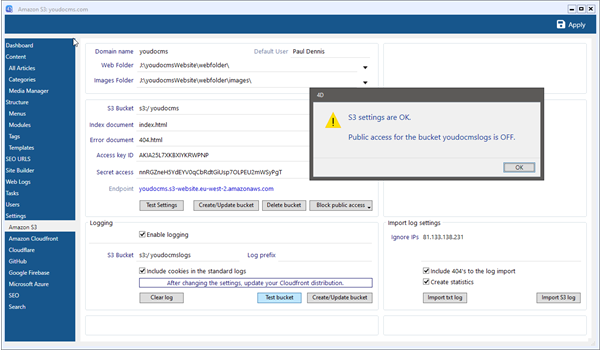 Amazon S3: youdocms.com
Apply
Dashboard
Content
All Articles
Categories
Media Manager
Structure
Menus
Modules
Tags
Templates
SEO URLS
Site Builder
Web Logs
Tasks
Users
Settings
Amazon S3
Amazon Cloudfront
Cloudflare
GitHub
Google Firebase
Microsoft Azure
SEO
Search
Domain name youdocms Default User Paul Dennis
Web Folder J:\youdocmsWebsite\webfolder\
Images Folder J:\youdocmsWebsite\webfolder\images\
S3 Bucket s3:/ youdocms
Index document index.html
Error document 404.html
Access key ID AKIA25L7XKBXIYKRWPNP
Secret access 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
Endpoint youdocms.s3-website.eu-west-2.amazonaws.com
Test Settings Create/Update bucket Delete bucket Block public access
4D
S3 settings are OK.
Public access for the bucket youdocmslogs is OFF.
OK
Logging
Enable logging
S3 Bucket s3:/ youdocmslogs Log prefix
Include cookies in the standard logs
After changing the settings, update your Cloudfront distribution.
Clear log Test bucket Create/Update bucket
Import log settings
Ignore IPs 81.133.138.231
Include 404's to the log import
Create statistics
Import txt log Import S3 log